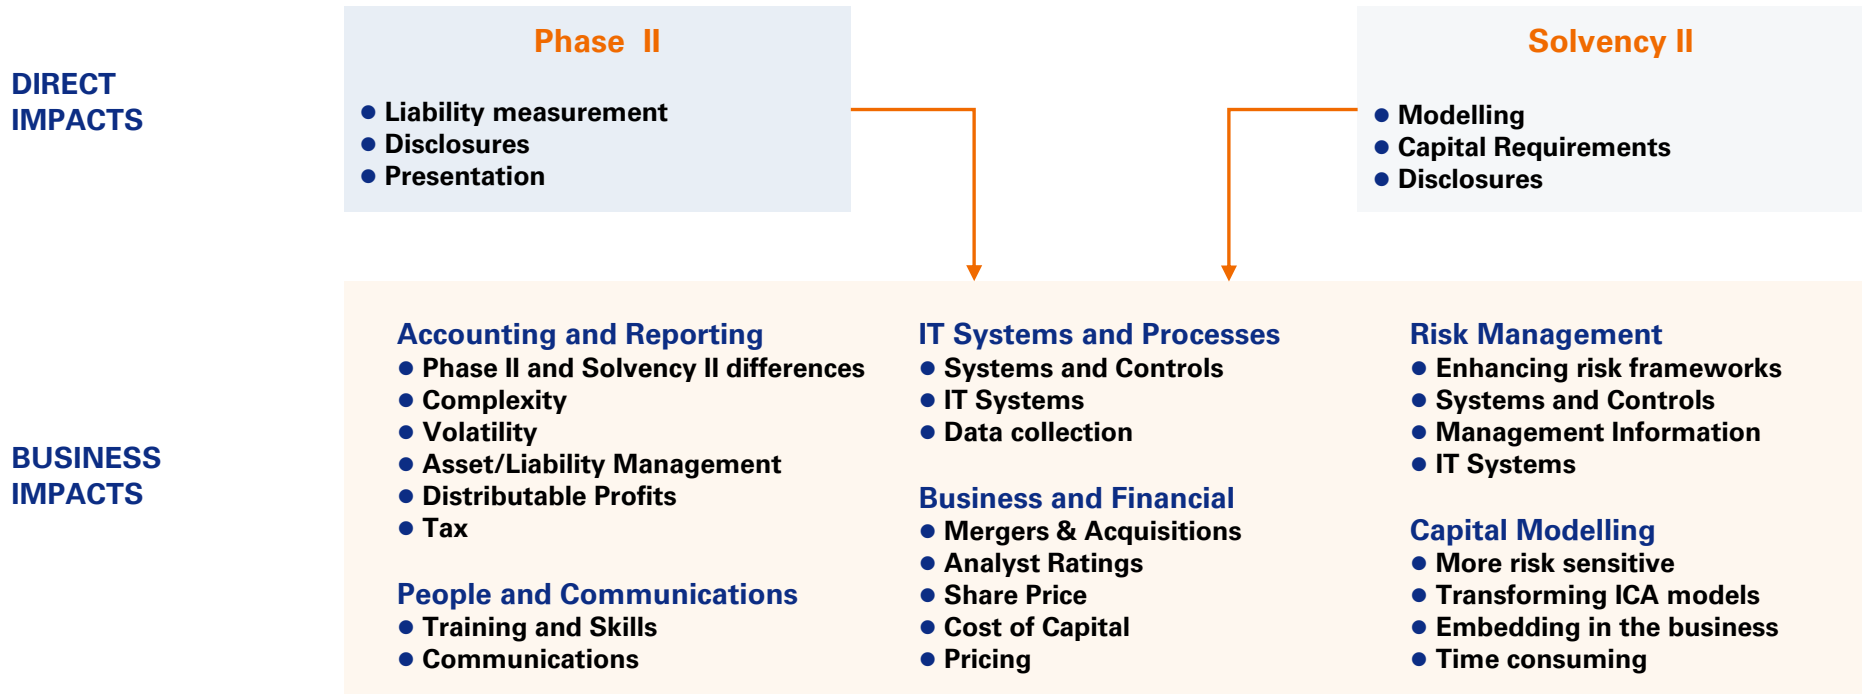 DIRECT
IMPACTS
Phase II
● Liability measurement
● Disclosures
● Presentation
Solvency II
● Modelling
● Capital Requirements
● Disclosures
BUSINESS
IMPACTS
Accounting and Reporting
● Phase II and Solvency II differences
● Complexity
● Volatility
● Asset/Liability Management
● Distributable Profits
● Tax
People and Communications
● Training and Skills
● Communications
IT Systems and Processes
● Systems and Controls
● IT Systems
● Data collection
Business and Financial
● Mergers & Acquisitions
● Analyst Ratings
● Share Price
● Cost of Capital
● Pricing
Risk Management
● Enhancing risk frameworks
● Systems and Controls
● Management Information
● IT Systems
Capital Modelling
● More risk sensitive
● Transforming ICA models
● Embedding in the business
● Time consuming